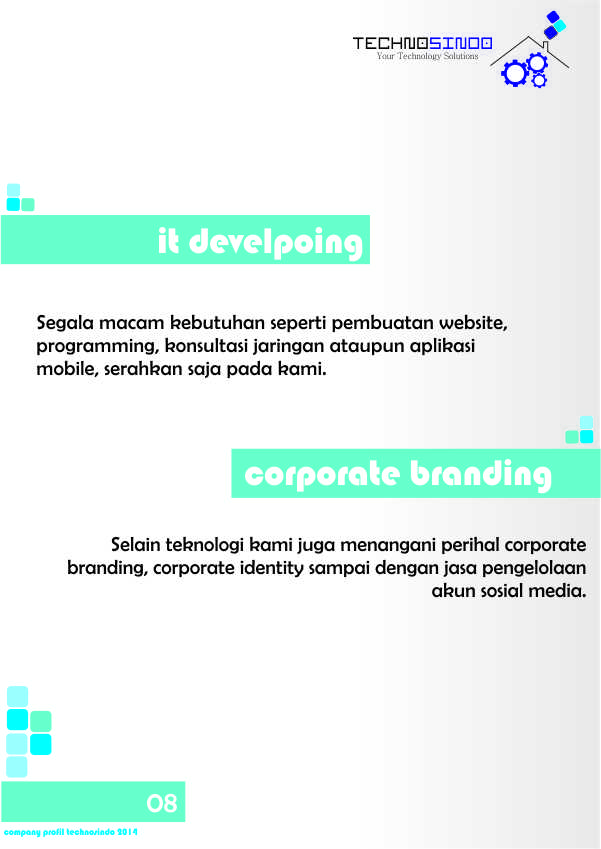 TECHNOSINDO
Your Technology Solutions
it develpoing
Segala macam kebutuhan seperti pembuatan website,
programming, konsultasi jaringan ataupun aplikasi
mobile, serahkan saja pada kami.
corporate branding
Selain teknologi kami juga menangani perihal corporate
branding, corporate identity sampai dengan jasa pengelolaan
akun sosial media.
08
company profil technosindo 2014